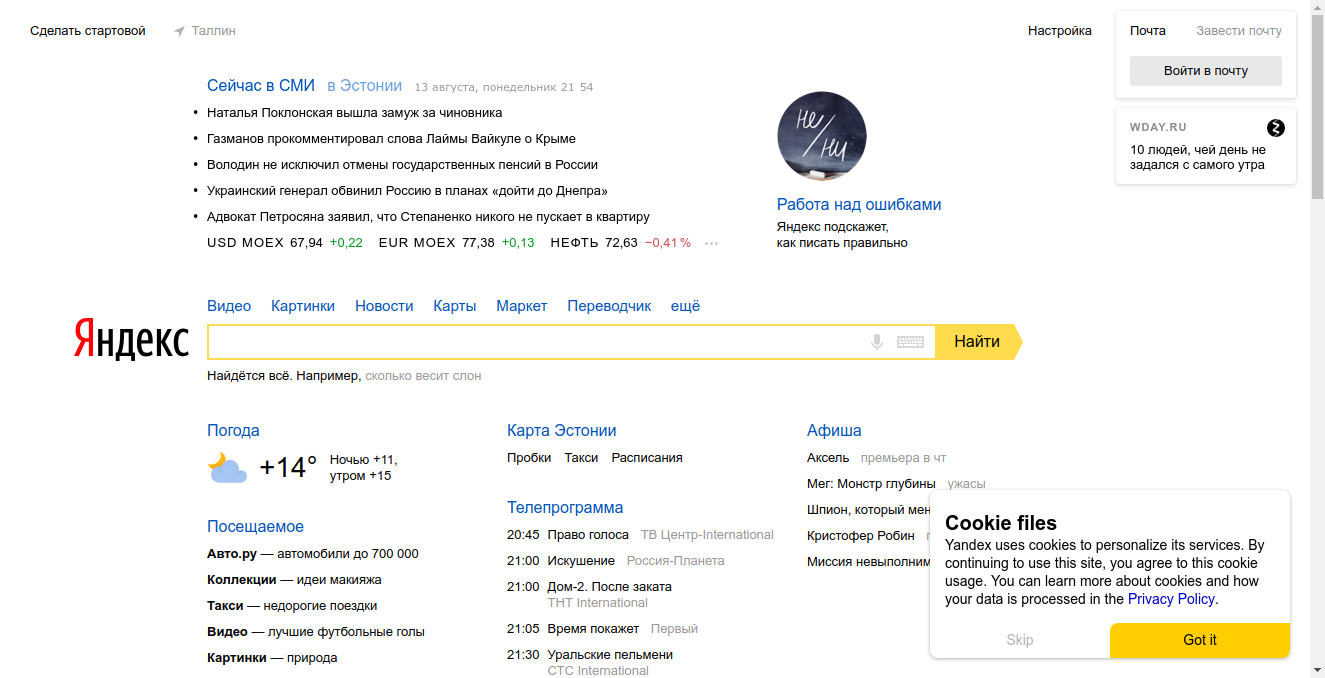 Сделать стартовой
Таллин
Настройка
Почта
Завести почту
Войти в почту
WDAY.RU
10 людей, чей день не
задался с самого утра
Сейчас в СМИ в Эстонии 13 августа, понедельник 21 54
Наталья Поклонская вышла замуж за чиновника
Газманов прокомментировал слова Лаймы Вайкуле о Крыме
Володин не исключил отмены государственных пенсий в России
Украинский генерал обвинил Россию в планах «дойти до Днепра»
Адвокат Петросяна заявил, что Степаненко никого не пускает в квартиру
USD MOEX 67,94 +0,22 EUR MOEX 77,38 +0,13 НЕФТЬ 72,63 −0,41% ...
не/ни
Работа над ошибками
Яндекс подскажет,
как писать правильно
Видео Картинки Новости Карты Маркет Переводчик ещё
Яндекс
Найти
Найдётся всё. Например, сколько весит слон
Погода
+14°
Ночью +11,
утром +15
Посещаемое
Авто.ру — автомобили до 700 000
Коллекции — идеи макияжа
Такси — недорогие поездки
Видео — лучшие футбольные голы
Картинки — природа
Карта Эстонии
Пробки Такси Расписания
Телепрограмма
20:45 Право голоса ТВ Центр-International
21:00 Искушение Россия-Планета
21:00 Дом-2. После заката
ТНТ International
21:05 Время покажет Первый
21:30 Уральские пельмени
СТС International
Афиша
Аксель премьера в чт
Мег: Монстр глубины ужасы
Шпион, который мен
Кристофер Робин
Миссия невыполним
Cookie files
Yandex uses cookies to personalize its services. By
continuing to use this site, you agree to this cookie
usage. You can learn more about cookies and how
your data is processed in the Privacy Policy.
Skip
Got it